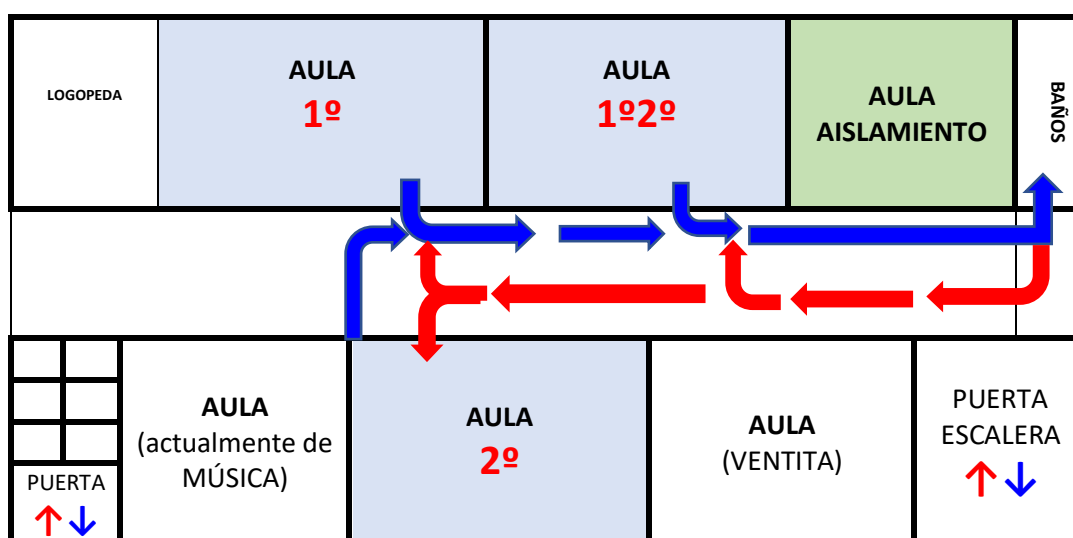 LOGOPEDA
AULA
1º
AULA
1º2º
AULA
AISLAMIENTO
BAÑOS
PUERTA
AULA
(actualmente de
MÚSICA)
AULA
2º
AULA
(VENTITA)
PUERTA
ESCALERA